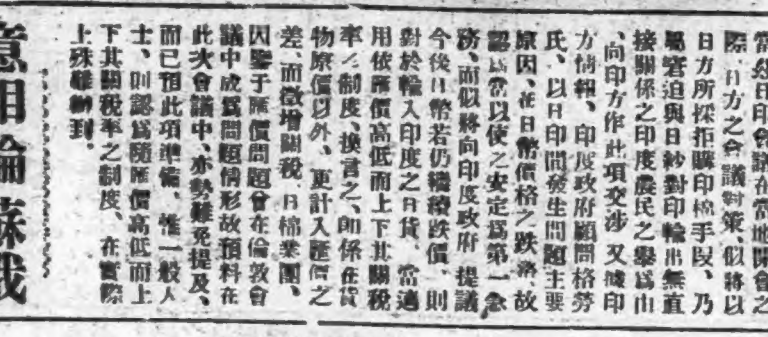 當茲日印會議在當地開會之
際、日方之會議對策、似將以
日方所採拒購印棉手段、乃
屬窘迫與日紗對印輸出無直
接關係之印度農民之舉爲由
、向印方作此項交涉、又據印
方情報、印度政府顧問格勞
氏、以日印間發生問題主要
原因、在日幣價格之跌落、故
認爲當以使之安定爲第一急
務、而似將向印度政府提議
今後日幣若仍繼續跌價、則
對於輸入印度之日貨、當適
用依匯價高低而上下其關稅
率之制度、換言之、卽係在貨
物原價以外、更計入匯價之
差、而徵增關稅、日棉業團、
因鑒于匯價問題曾在倫敦會
議中成爲問題情形故預料在
此次會議中、亦勢難免提及、
而已預此項準備、惟一般人
士、則認爲隨匯價高低而上
下其關稅率之制度、在實際
上殊難辦到、
意相論蘇俄